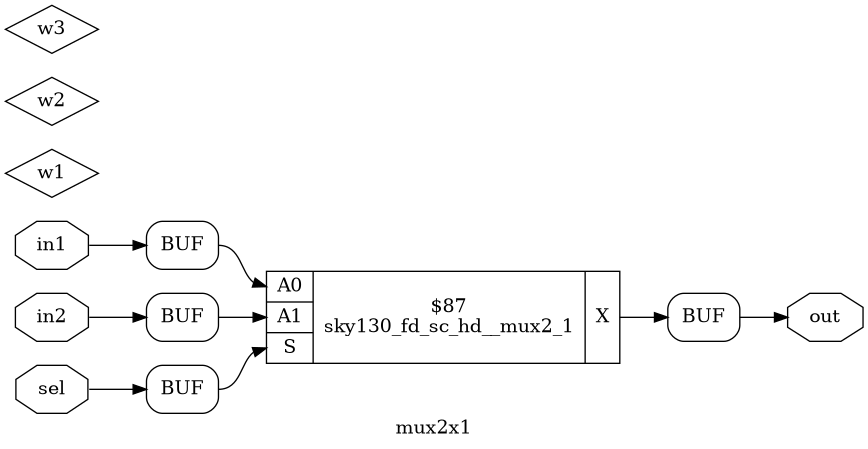 w3
w2
w1
in1
BUF
in2
BUF
sel
BUF
A0
A1
S
$87
sky130_fd_sc_hd__mux2_1
X
BUF
out
mux2x1